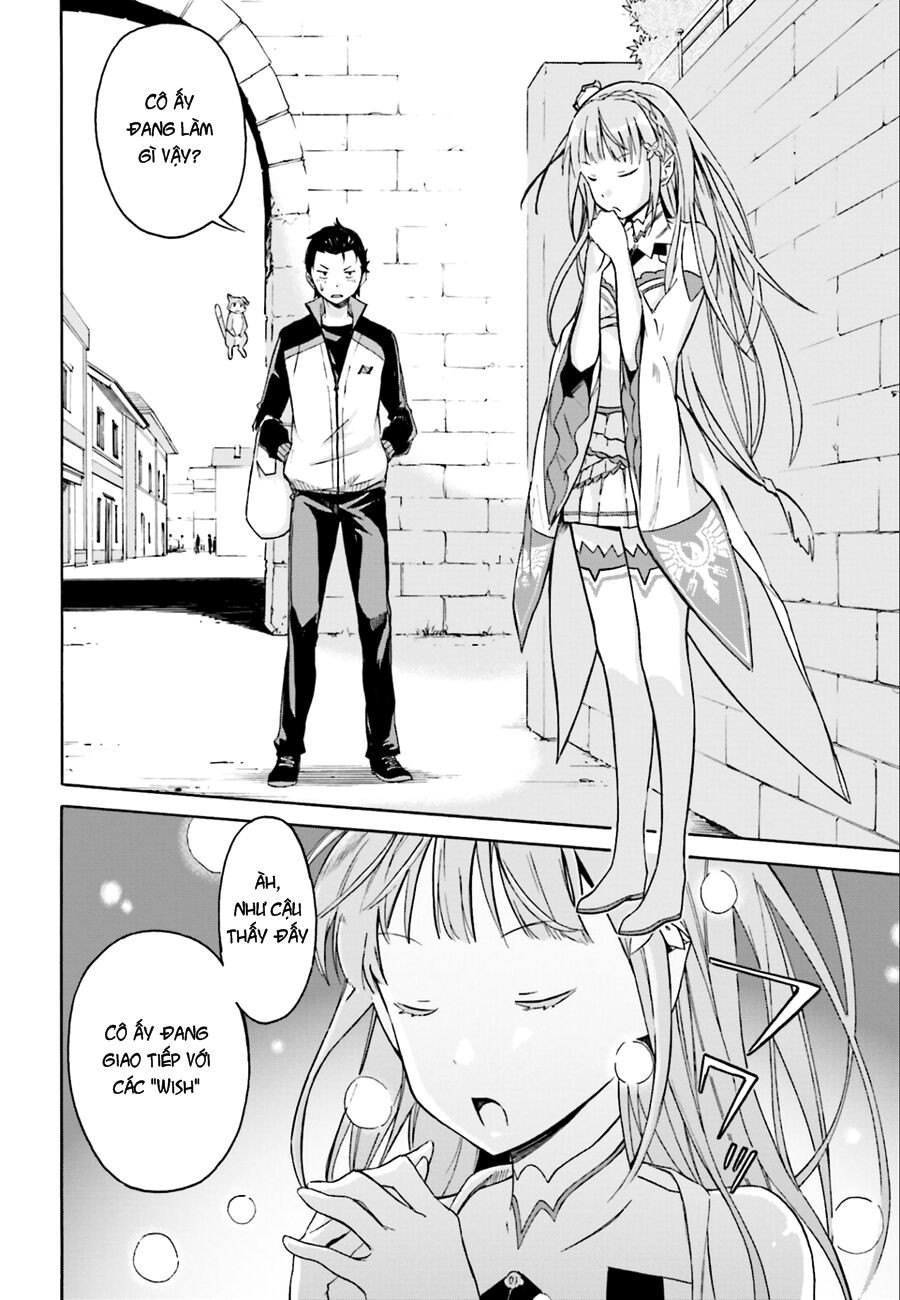 CÔ ẤY
ĐANG LÀM
GÌ VẬY?
ÀH,
NHƯ CẬU
THẤY ĐẤY
CÔ ẤY ĐANG
GIAO TIẾP VỚI
CÁC "WISH"